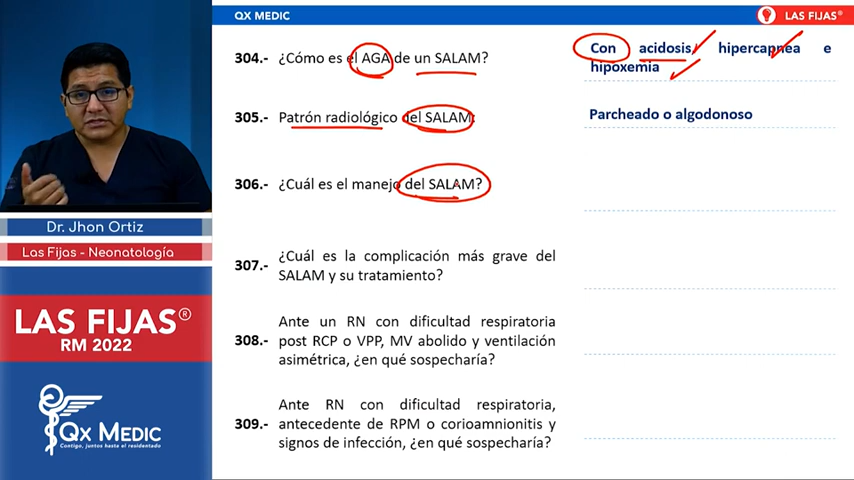 QX MEDIC
LAS FIJAS®
304.- ¿Cómo es el AGA de un SALAM?
Con acidosis, hipercapnea e
hipoxemia
305.- Patrón radiológico del SALAM:
Parcheado o algodonoso
306.- ¿Cuál es el manejo del SALAM?
307.- ¿Cuál es la complicación más grave del
SALAM y su tratamiento?
308.- Ante un RN con dificultad respiratoria
post RCP o VPP, MV abolido y ventilación
asimétrica, ¿en qué sospecharía?
309.- Ante RN con dificultad respiratoria,
antecedente de RPM o corioamnionitis y
signos de infección, ¿en qué sospecharía?
Dr. Jhon Ortiz
Las Fijas - Neonatología
LAS FIJAS®
RM 2022
QX MEDIC
Contigo, juntos hasta el residentado